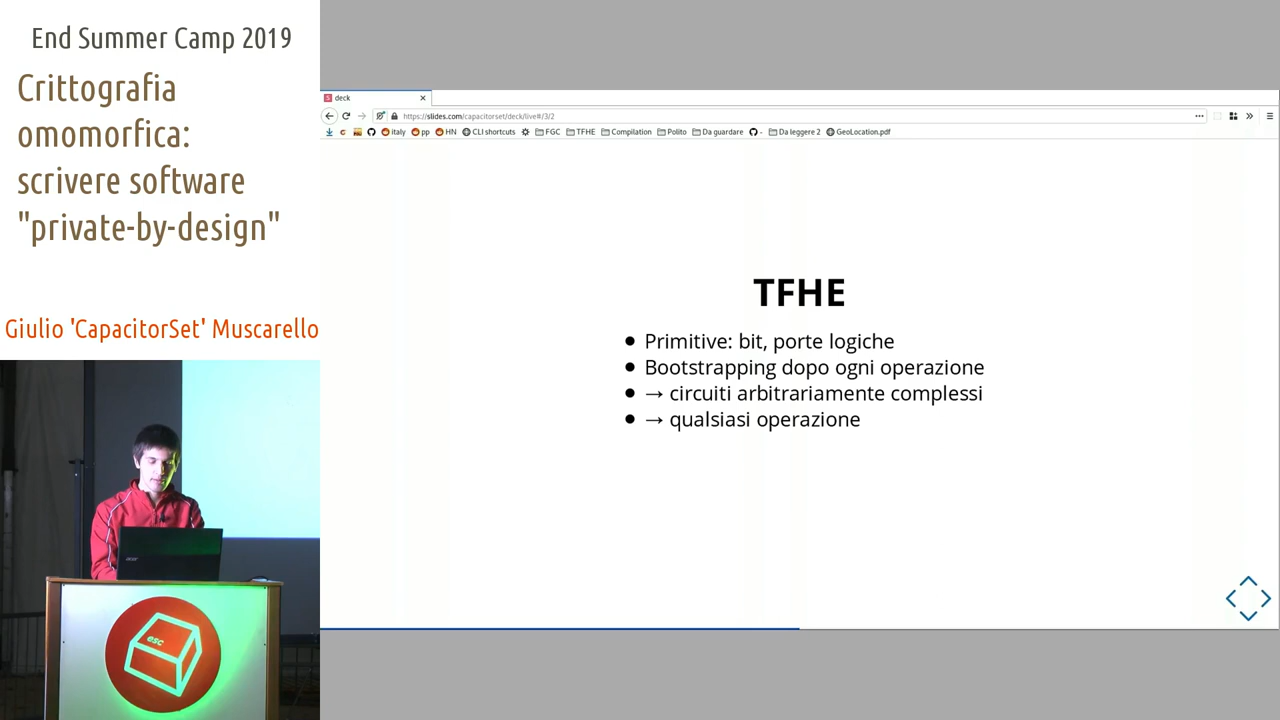 End Summer Camp 2019
Crittografia
omomorfica:
scrivere software
"private-by-design"
Giulio 'CapacitorSet' Muscarello
deck
https://slides.com/capacitorset/deck/live#/3/2
italy pp HN CLI shortcuts FGC TFHE Compilation Polito Da guardare - Da leggere 2 GeoLocation.pdf
TFHE
● Primitive: bit, porte logiche
● Bootstrapping dopo ogni operazione
● → circuiti arbitrariamente complessi
● → qualsiasi operazione
acer
esc